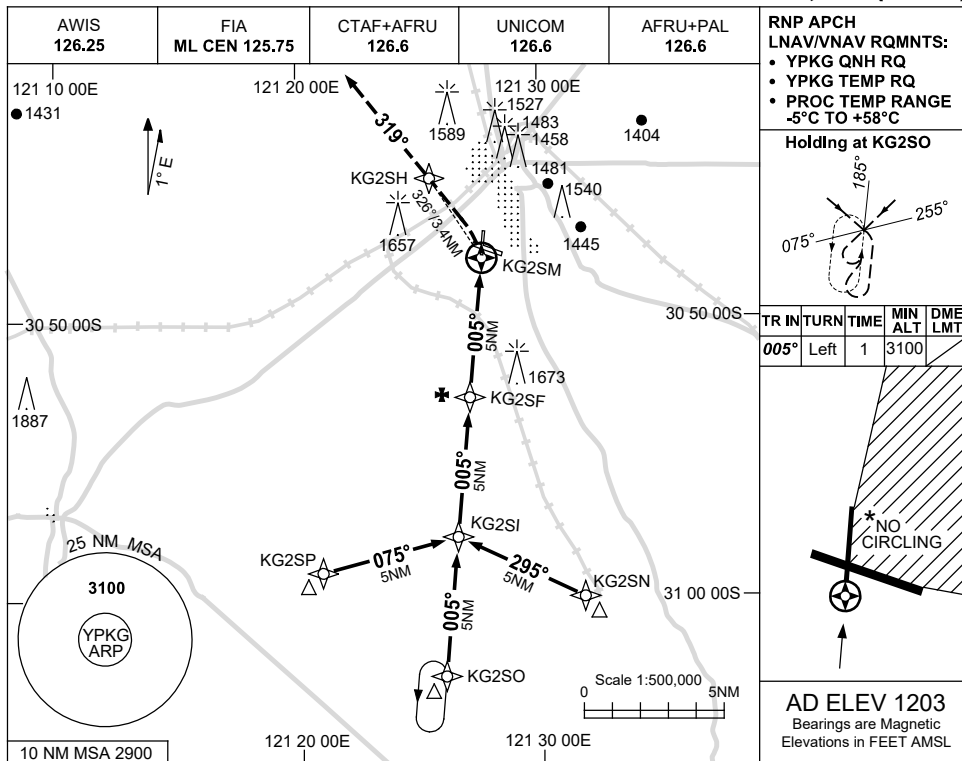 AWIS
126.25
FIA
ML CEN 125.75
CTAF+AFRU
126.6
UNICOM
126.6
AFRU+PAL
126.6
RNP APCH
LNAV/VNAV RQMNTS:
• YPKG QNH RQ
• YPKG TEMP RQ
• PROC TEMP RANGE
-5°C TO +58°C
121 10 00E
121 20 00E
121 30 00E
1431
1° E
319°
1589
1527
1483
1458
1481
1404
KG2SH
326°/3.4NM
1657
1540
1445
KG2SM
Holding at KG2SO
185°
075°
255°
30 50 00S
30 50 00S
TR IN
TURN
TIME
MIN
ALT
DME
LMT
005°
Left
1
3100
005°
5NM
1673
1887
KG2SF
005°
5NM
KG2SI
25 NM MSA
3100
YPKG
ARP
KG2SP
075°
5NM
295°
5NM
KG2SN
31 00 00S
005°
5NM
KG2SO
*NO
CIRCLING
Scale 1:500,000
0
5NM
10 NM MSA 2900
121 20 00E
121 30 00E
AD ELEV 1203
Bearings are Magnetic
Elevations in FEET AMSL